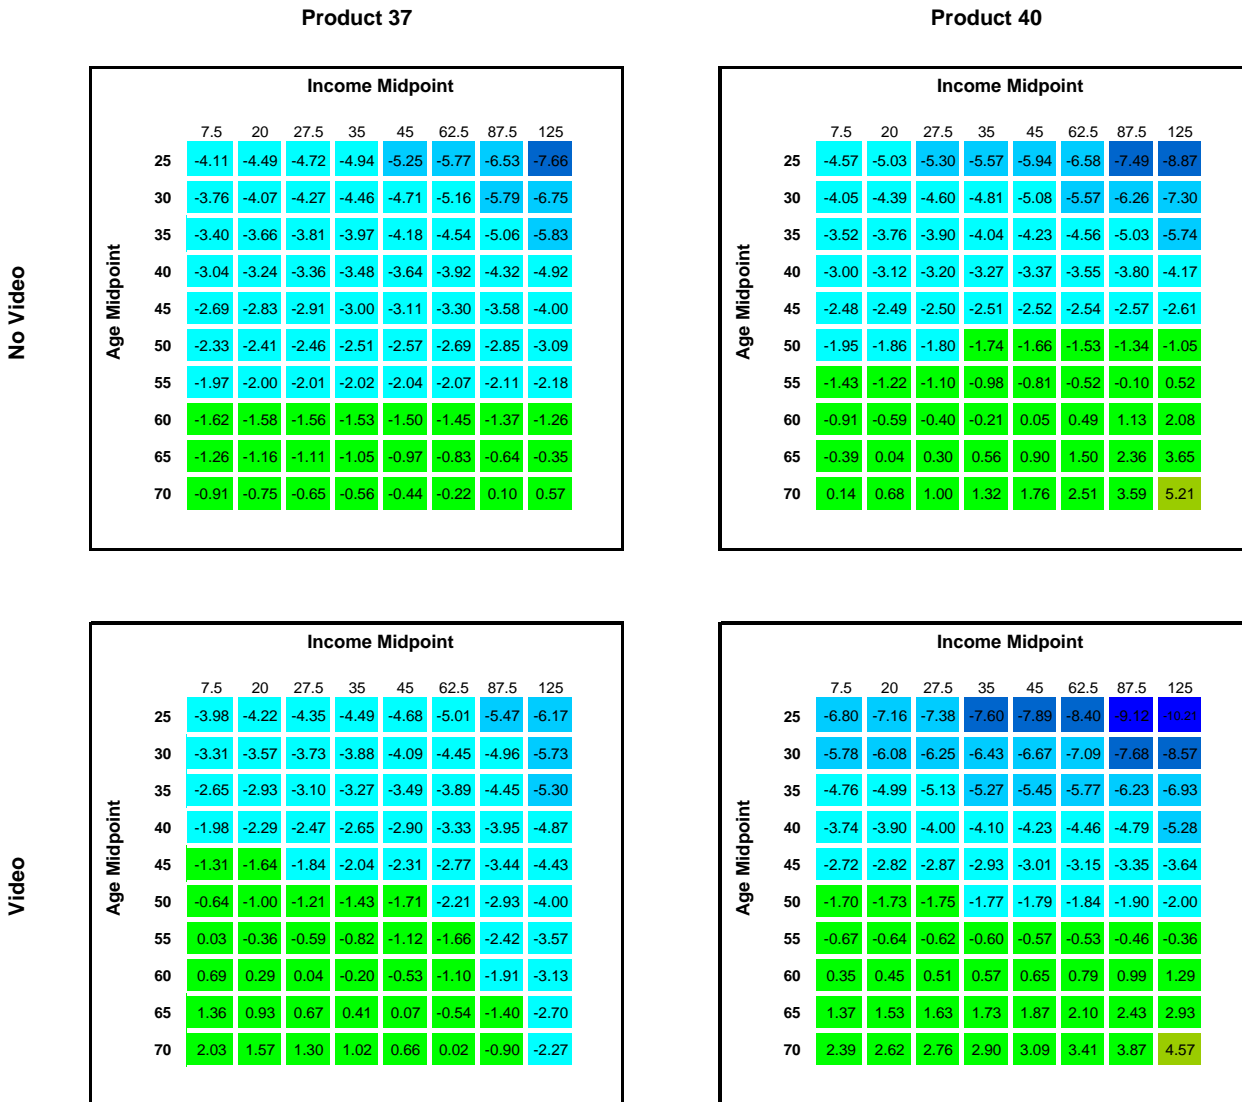 Product 37 Product 40
No Video
Income Midpoint
7.5 20 27.5 35 45 62.5 87.5 125
Age Midpoint
25 -4.11 -4.49 -4.72 -4.94 -5.25 -5.77 -6.53 -7.66
30 -3.76 -4.07 -4.27 -4.46 -4.71 -5.16 -5.79 -6.75
35 -3.40 -3.66 -3.81 -3.97 -4.18 -4.54 -5.06 -5.83
40 -3.04 -3.24 -3.36 -3.48 -3.64 -3.92 -4.32 -4.92
45 -2.69 -2.83 -2.91 -3.00 -3.11 -3.30 -3.58 -4.00
50 -2.33 -2.41 -2.46 -2.51 -2.57 -2.69 -2.85 -3.09
55 -1.97 -2.00 -2.01 -2.02 -2.04 -2.07 -2.11 -2.18
60 -1.62 -1.58 -1.56 -1.53 -1.50 -1.45 -1.37 -1.26
65 -1.26 -1.16 -1.11 -1.05 -0.97 -0.83 -0.64 -0.35
70 -0.91 -0.75 -0.65 -0.56 -0.44 -0.22 0.10 0.57
Income Midpoint
7.5 20 27.5 35 45 62.5 87.5 125
Age Midpoint
25 -4.57 -5.03 -5.30 -5.57 -5.94 -6.58 -7.49 -8.87
30 -4.05 -4.39 -4.60 -4.81 -5.08 -5.57 -6.26 -7.30
35 -3.52 -3.76 -3.90 -4.04 -4.23 -4.56 -5.03 -5.74
40 -3.00 -3.12 -3.20 -3.27 -3.37 -3.55 -3.80 -4.17
45 -2.48 -2.49 -2.50 -2.51 -2.52 -2.54 -2.57 -2.61
50 -1.95 -1.86 -1.80 -1.74 -1.66 -1.53 -1.34 -1.05
55 -1.43 -1.22 -1.10 -0.98 -0.81 -0.52 -0.10 0.52
60 -0.91 -0.59 -0.40 -0.21 0.05 0.49 1.13 2.08
65 -0.39 0.04 0.30 0.56 0.90 1.50 2.36 3.65
70 0.14 0.68 1.00 1.32 1.76 2.51 3.59 5.21
Video
Income Midpoint
7.5 20 27.5 35 45 62.5 87.5 125
Age Midpoint
25 -3.98 -4.22 -4.35 -4.49 -4.68 -5.01 -5.47 -6.17
30 -3.31 -3.57 -3.73 -3.88 -4.09 -4.45 -4.96 -5.73
35 -2.65 -2.93 -3.10 -3.27 -3.49 -3.89 -4.45 -5.30
40 -1.98 -2.29 -2.47 -2.65 -2.90 -3.33 -3.95 -4.87
45 -1.31 -1.64 -1.84 -2.04 -2.31 -2.77 -3.44 -4.43
50 -0.64 -1.00 -1.21 -1.43 -1.71 -2.21 -2.93 -4.00
55 0.03 -0.36 -0.59 -0.82 -1.12 -1.66 -2.42 -3.57
60 0.69 0.29 0.04 -0.20 -0.53 -1.10 -1.91 -3.13
65 1.36 0.93 0.67 0.41 0.07 -0.54 -1.40 -2.70
70 2.03 1.57 1.30 1.02 0.66 0.02 -0.90 -2.27
Income Midpoint
7.5 20 27.5 35 45 62.5 87.5 125
Age Midpoint
25 -6.80 -7.16 -7.38 -7.60 -7.89 -8.40 -9.12 -10.21
30 -5.78 -6.08 -6.25 -6.43 -6.67 -7.09 -7.68 -8.57
35 -4.76 -4.99 -5.13 -5.27 -5.45 -5.77 -6.23 -6.93
40 -3.74 -3.90 -4.00 -4.10 -4.23 -4.46 -4.79 -5.28
45 -2.72 -2.82 -2.87 -2.93 -3.01 -3.15 -3.35 -3.64
50 -1.70 -1.73 -1.75 -1.77 -1.79 -1.84 -1.90 -2.00
55 -0.67 -0.64 -0.62 -0.60 -0.57 -0.53 -0.46 -0.36
60 0.35 0.45 0.51 0.57 0.65 0.79 0.99 1.29
65 1.37 1.53 1.63 1.73 1.87 2.10 2.43 2.93
70 2.39 2.62 2.76 2.90 3.09 3.41 3.87 4.57